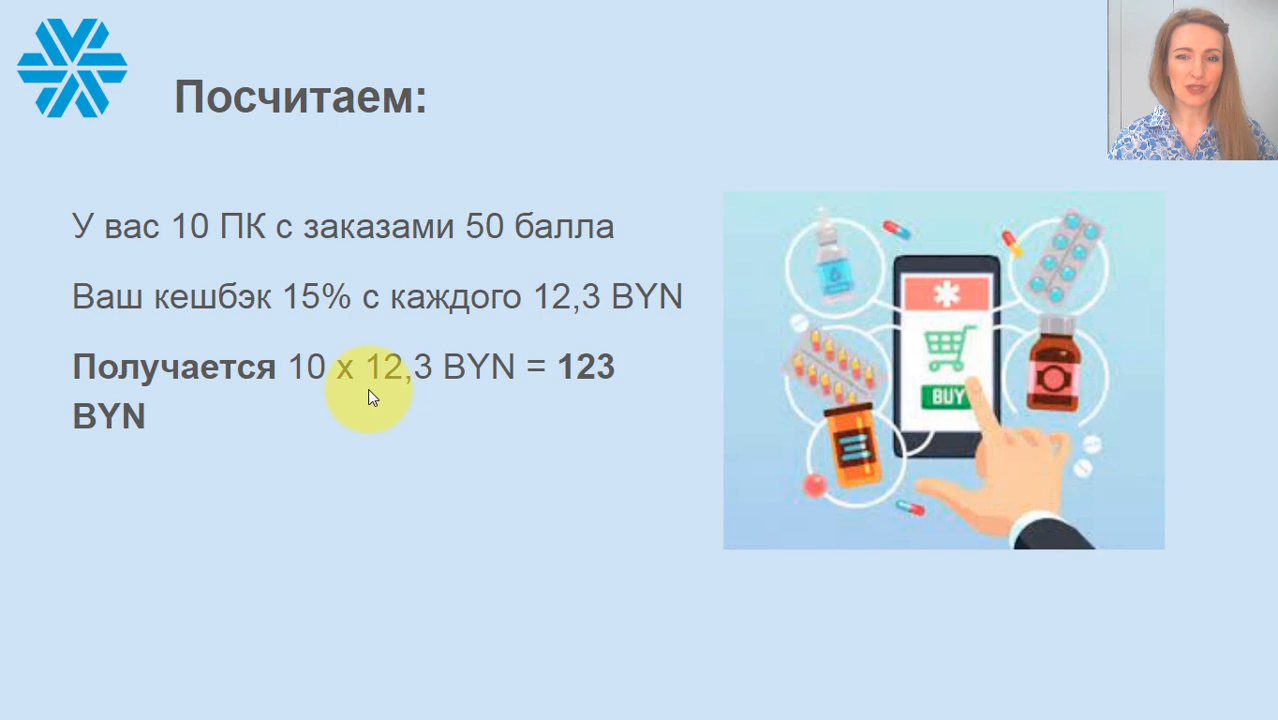 Посчитаем:
У вас 10 ПК с заказами 50 балла
Ваш кешбэк 15% с каждого 12,3 BYN
Получается 10 х 12,3 BYN = 123
BYN
BUY